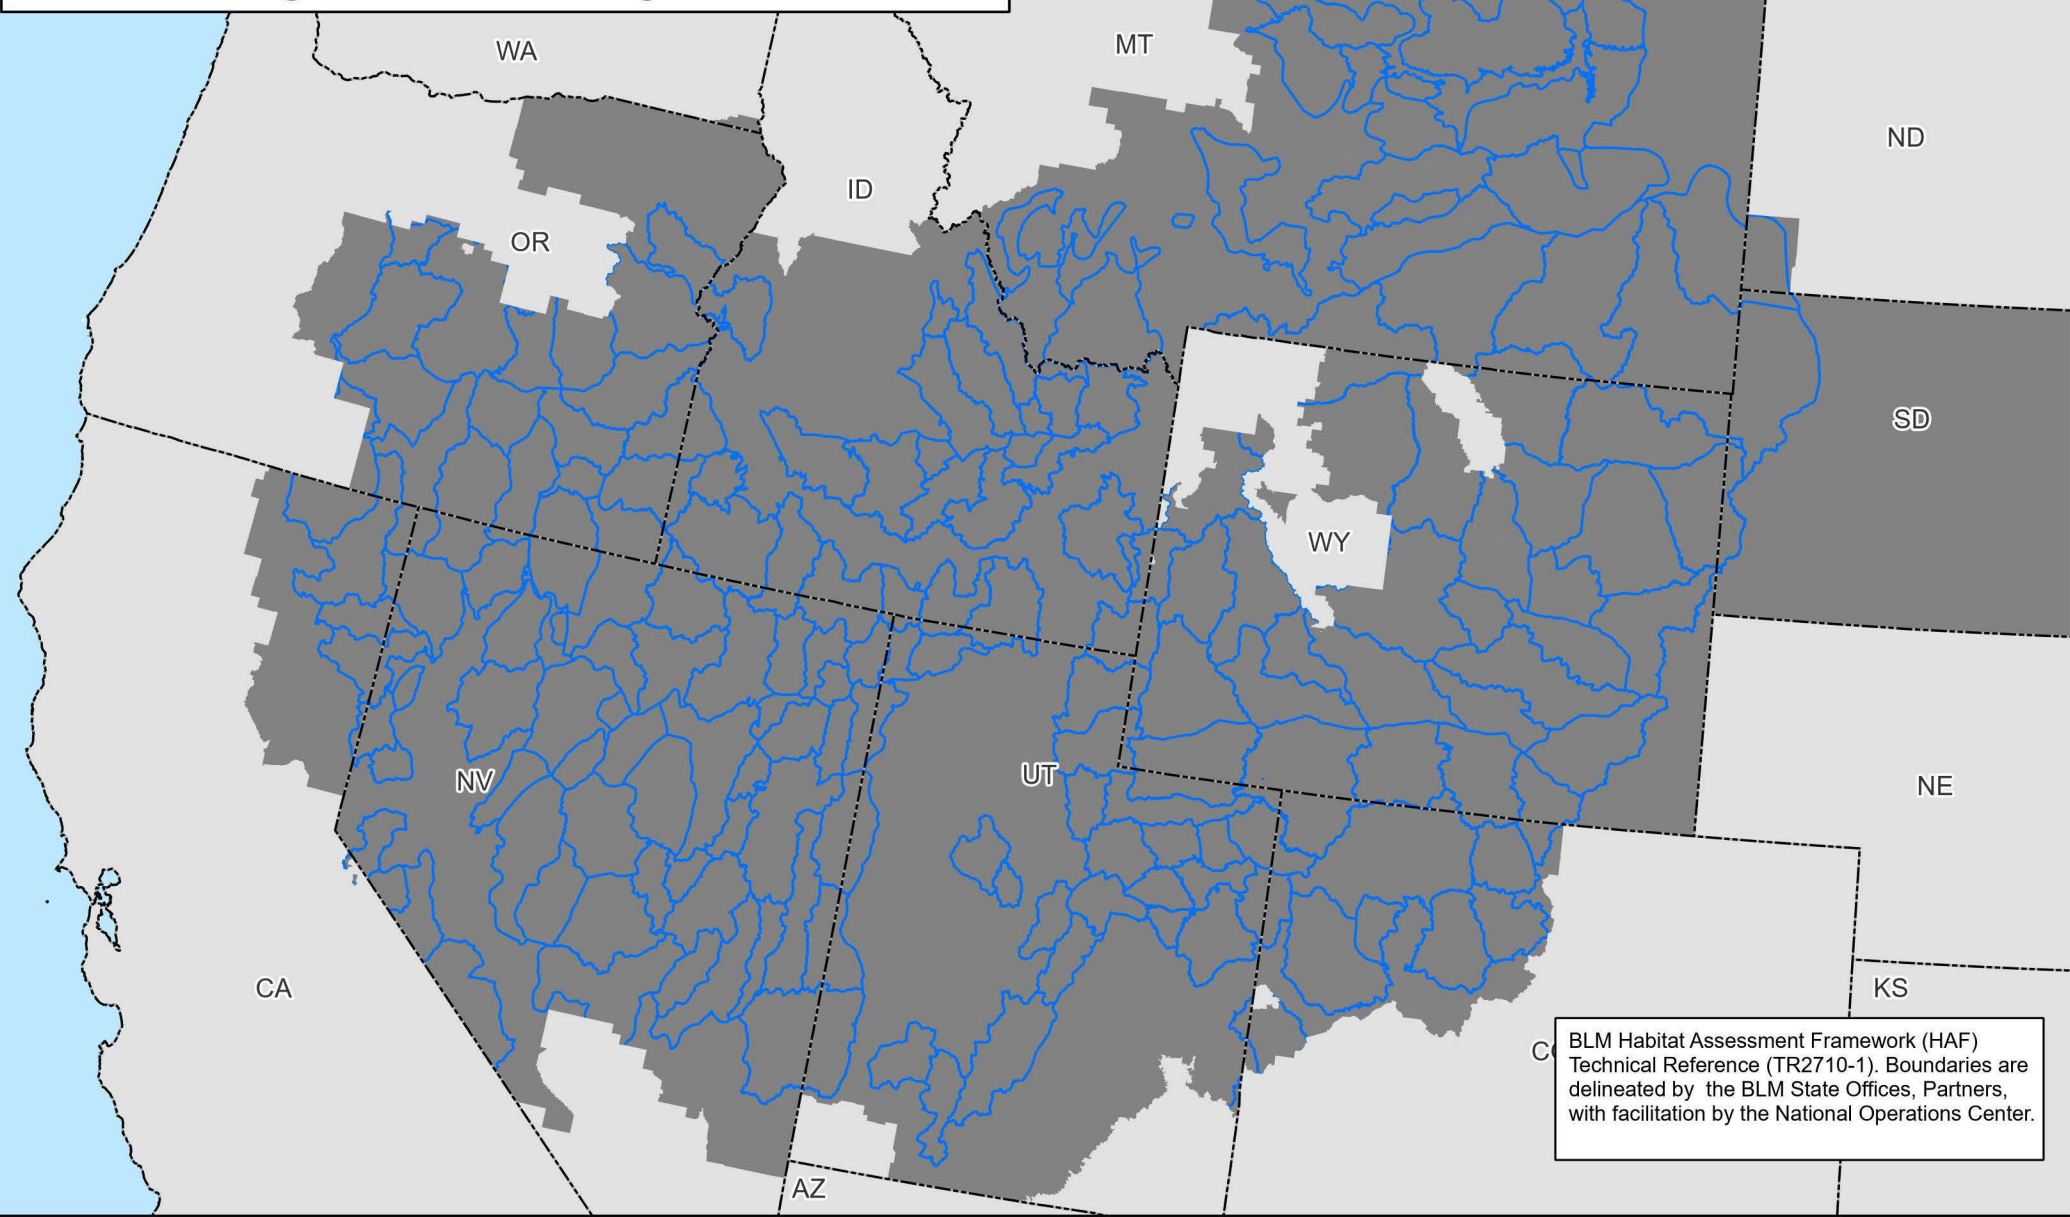 WA
MT
ND
ID
OR
SD
WY
NV
UT
NE
CA
KS
CO
BLM Habitat Assessment Framework (HAF)
Technical Reference (TR2710-1). Boundaries are
delineated by the BLM State Offices, Partners,
with facilitation by the National Operations Center.
AZ